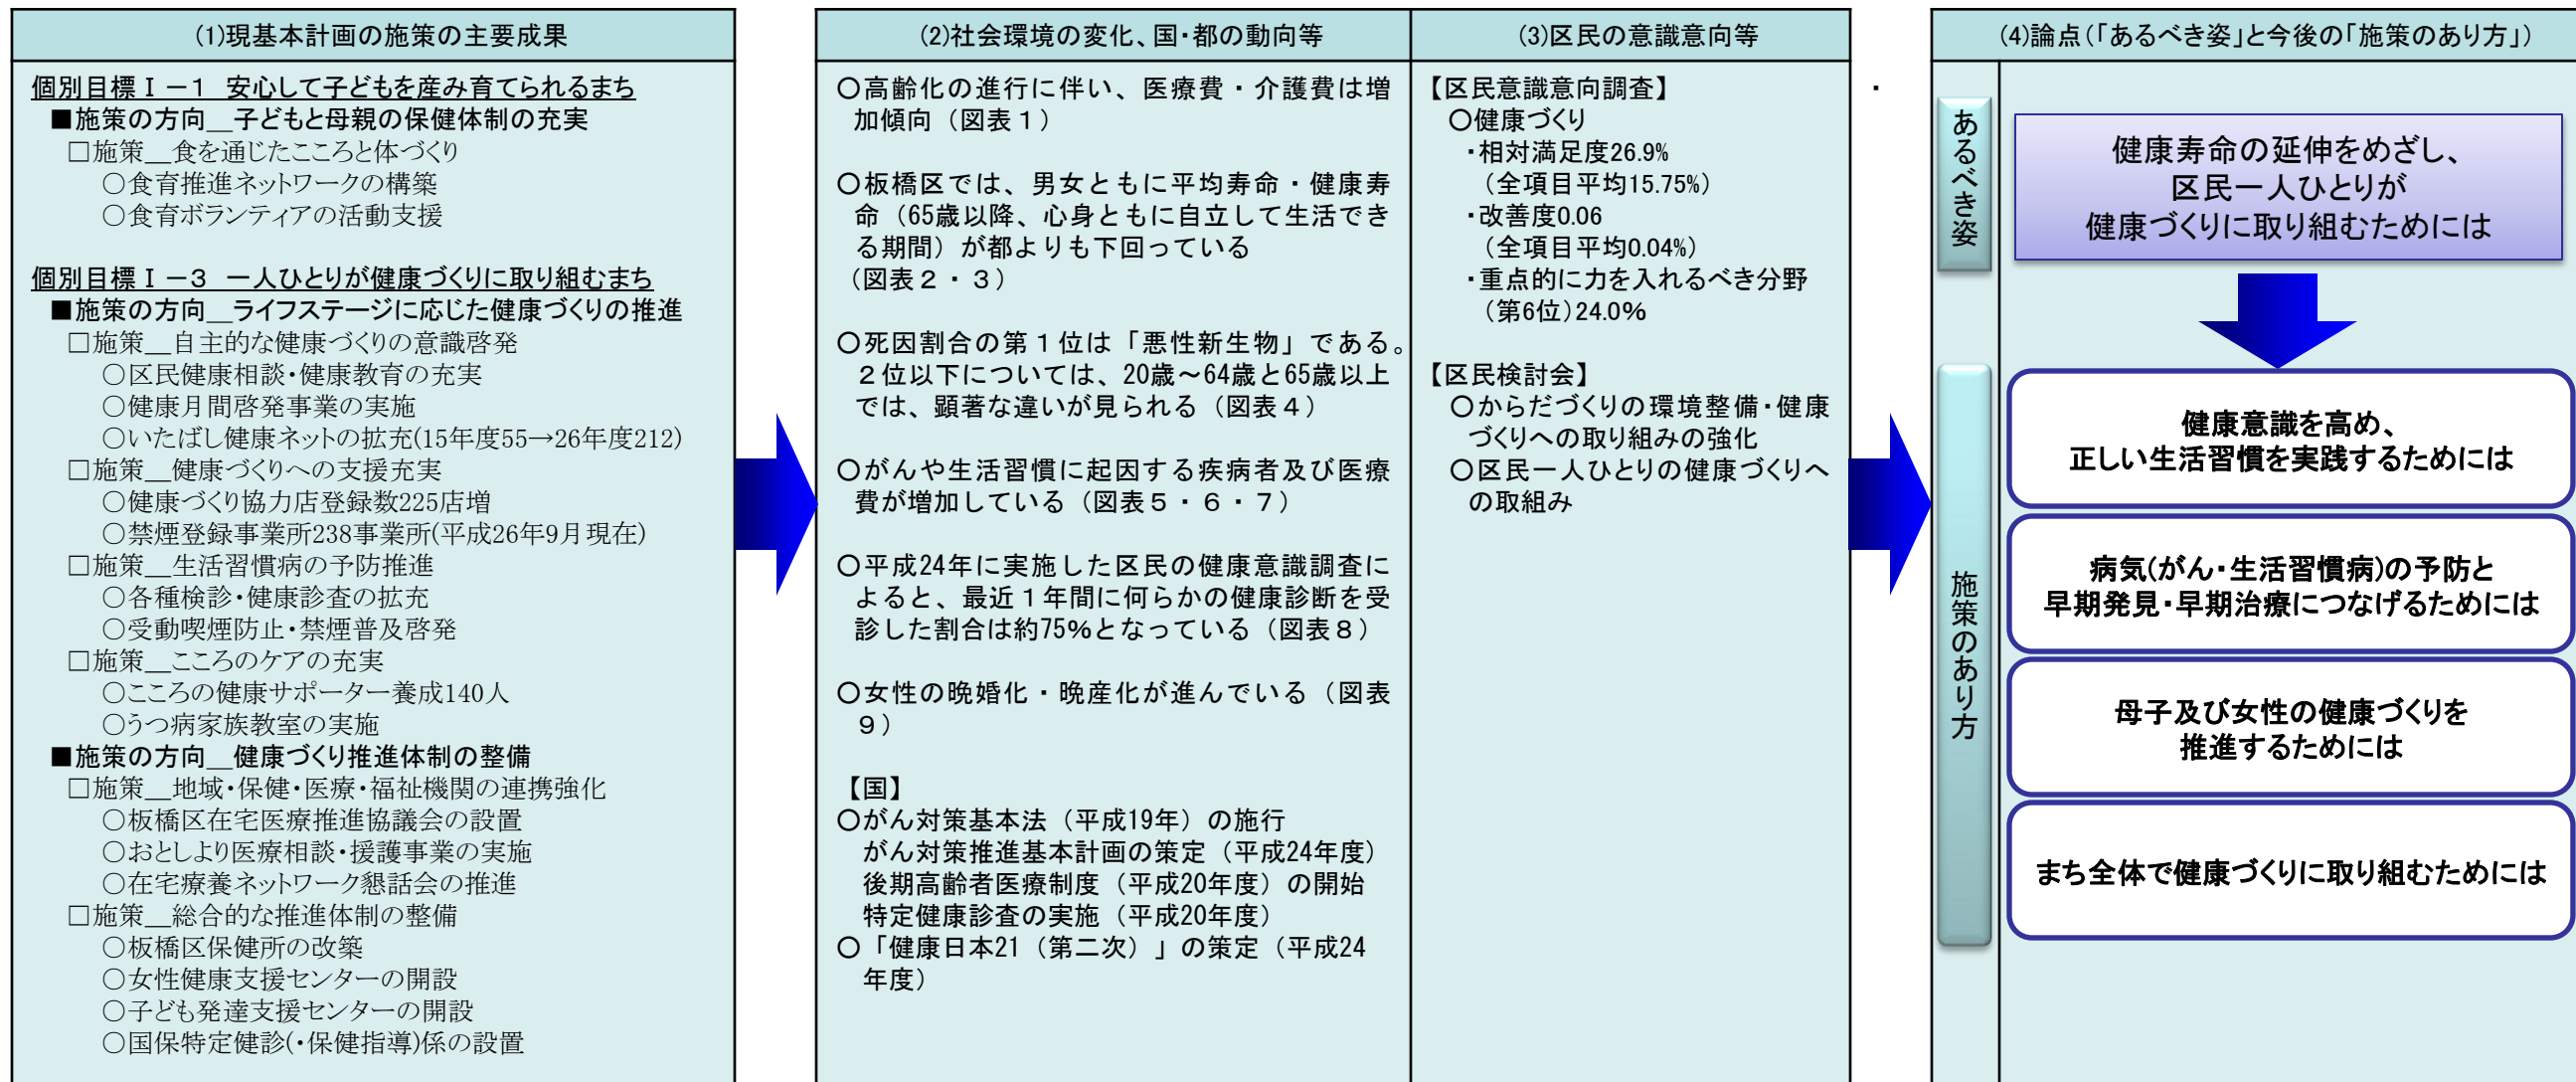 (1)現基本計画の施策の主要成果
個別目標Ⅰ－1　安心して子どもを産み育てられるまち
■施策の方向__子どもと母親の保健体制の充実
□施策__食を通じたこころと体づくり
○食育推進ネットワークの構築
○食育ボランティアの活動支援
個別目標Ⅰ－3　一人ひとりが健康づくりに取り組むまち
■施策の方向__ライフステージに応じた健康づくりの推進
□施策__自主的な健康づくりの意識啓発
○区民健康相談・健康教育の充実
○健康月間啓発事業の実施
○いたばし健康ネットの拡充(15年度55→26年度212)
□施策__健康づくりへの支援充実
○健康づくり協力店登録数225店増
○禁煙登録事業所238事業所(平成26年9月現在)
□施策__生活習慣病の予防推進
○各種検診・健康診査の拡充
○受動喫煙防止・禁煙普及啓発
□施策__こころのケアの充実
○こころの健康サポーター養成140人
○うつ病家族教室の実施
■施策の方向__健康づくり推進体制の整備
□施策__地域・保健・医療・福祉機関の連携強化
○板橋区在宅医療推進協議会の設置
○おとしより医療相談・援護事業の実施
○在宅療養ネットワーク懇話会の推進
□施策__総合的な推進体制の整備
○板橋区保健所の改築
○女性健康支援センターの開設
○子ども発達支援センターの開設
○国保特定健診(・保健指導)係の設置
(2)社会環境の変化、国・都の動向等
○高齢化の進行に伴い、医療費・介護費は増
加傾向（図表１）
○板橋区では、男女ともに平均寿命・健康寿
命（65歳以降、心身ともに自立して生活でき
る期間）が都よりも下回っている
（図表２・３）
○死因割合の第１位は「悪性新生物」である。
２位以下については、20歳～64歳と65歳以上
では、顕著な違いが見られる（図表４）
○がんや生活習慣に起因する疾病者及び医療
費が増加している（図表５・６・７）
○平成24年に実施した区民の健康意識調査に
よると、最近１年間に何らかの健康診断を受
診した割合は約75％となっている（図表８）
○女性の晩婚化・晩産化が進んでいる（図表
９）
【国】
○がん対策基本法（平成19年）の施行
がん対策推進基本計画の策定（平成24年度）
後期高齢者医療制度（平成20年度）の開始
特定健康診査の実施（平成20年度）
○「健康日本21（第二次）」の策定（平成24
年度）
(3)区民の意識意向等
【区民意識意向調査】
○健康づくり
・相対満足度26.9%
（全項目平均15.75%）
・改善度0.06
（全項目平均0.04%）
・重点的に力を入れるべき分野
（第6位）24.0%
【区民検討会】
○からだづくりの環境整備・健康
づくりへの取り組みの強化
○区民一人ひとりの健康づくりへ
の取組み
・
(4)論点(「あるべき姿」と今後の「施策のあり方」)
あるべき姿
健康寿命の延伸をめざし、
区民一人ひとりが
健康づくりに取り組むためには
施策のあり方
健康意識を高め、
正しい生活習慣を実践するためには
病気(がん・生活習慣病)の予防と
早期発見・早期治療につなげるためには
母子及び女性の健康づくりを
推進するためには
まち全体で健康づくりに取り組むためには